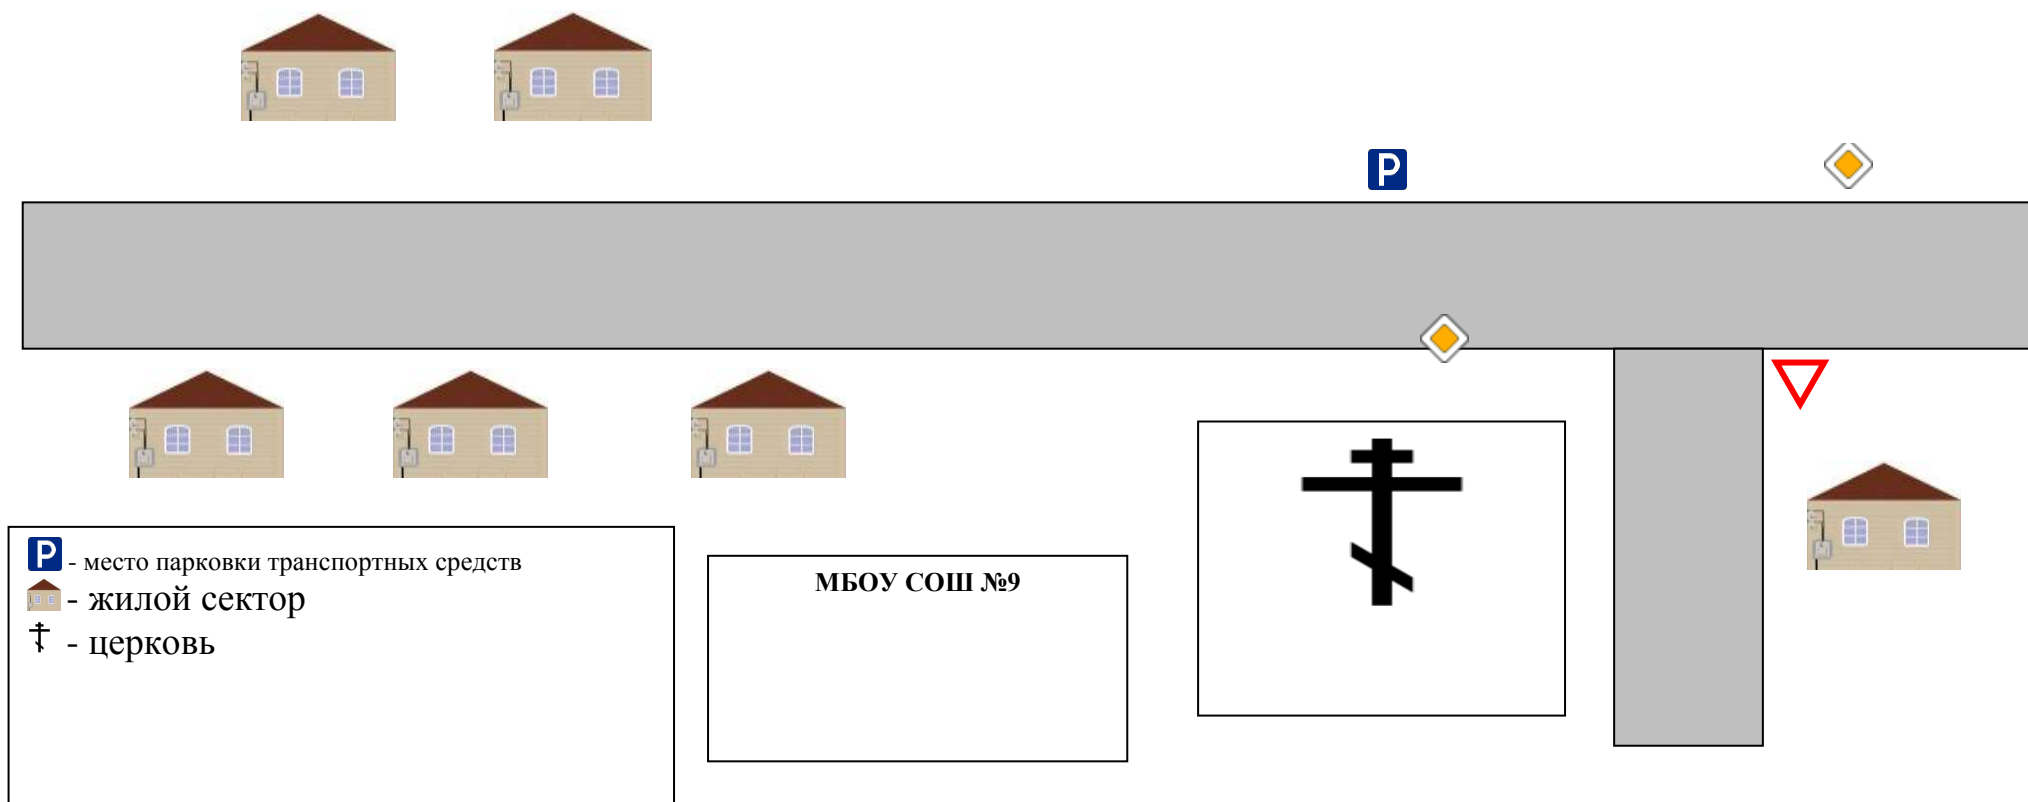 P
P - место парковки транспортных средств
- жилой сектор
- церковь
МБОУ СОШ №9